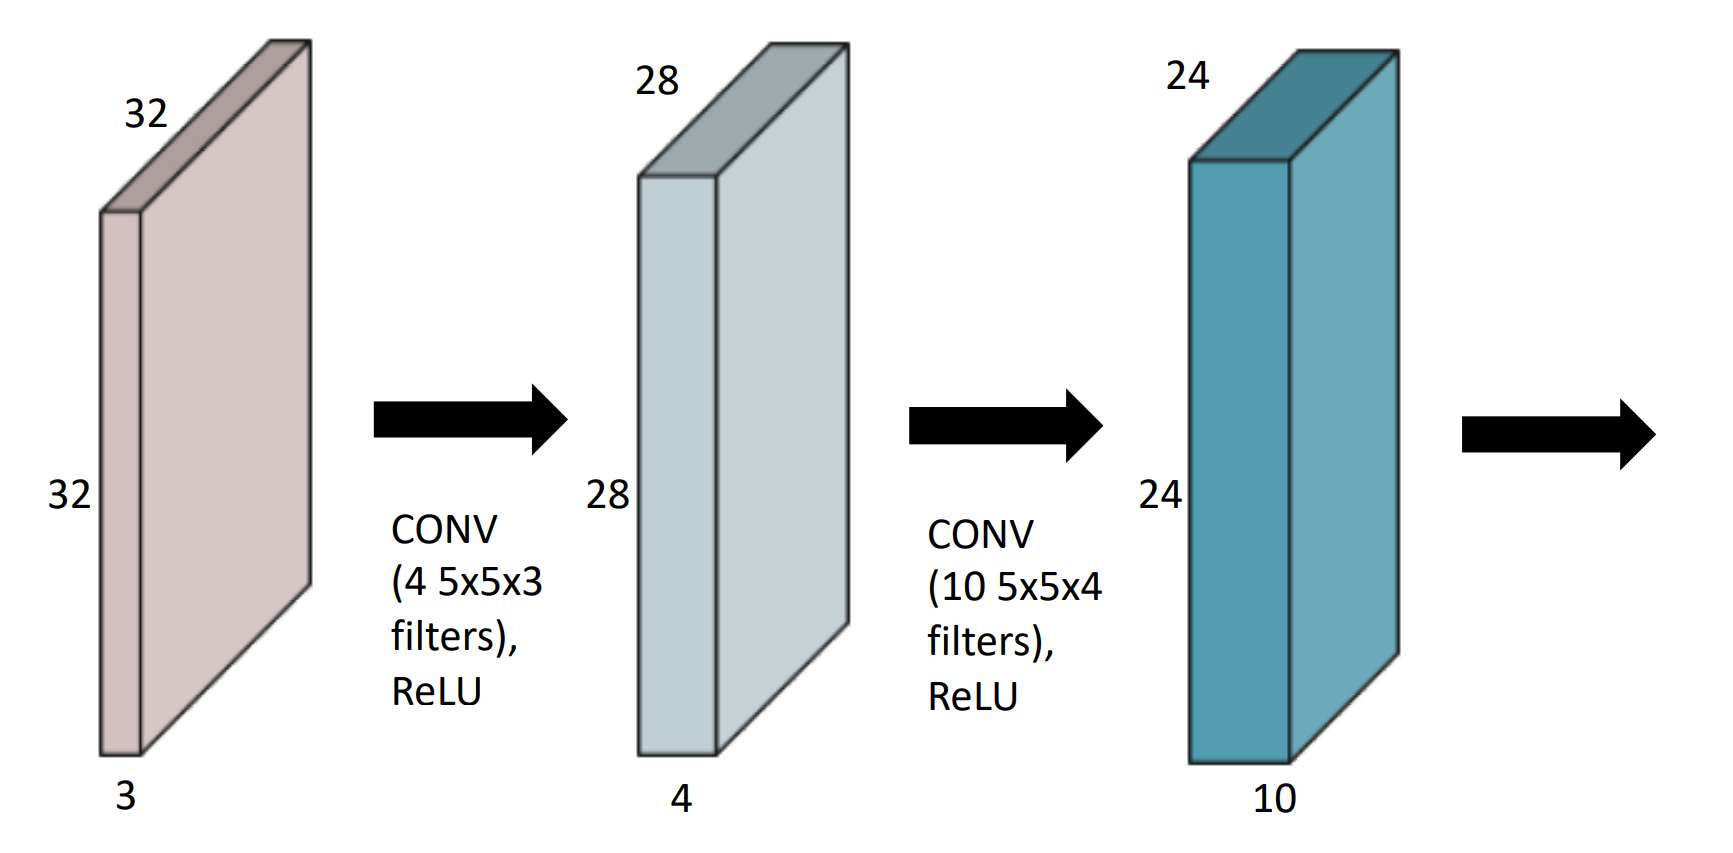 32
32
3
CONV
(4 5x5x3
filters),
ReLU
28
28
4
CONV
(10 5x5x4
filters),
ReLU
24
24
10